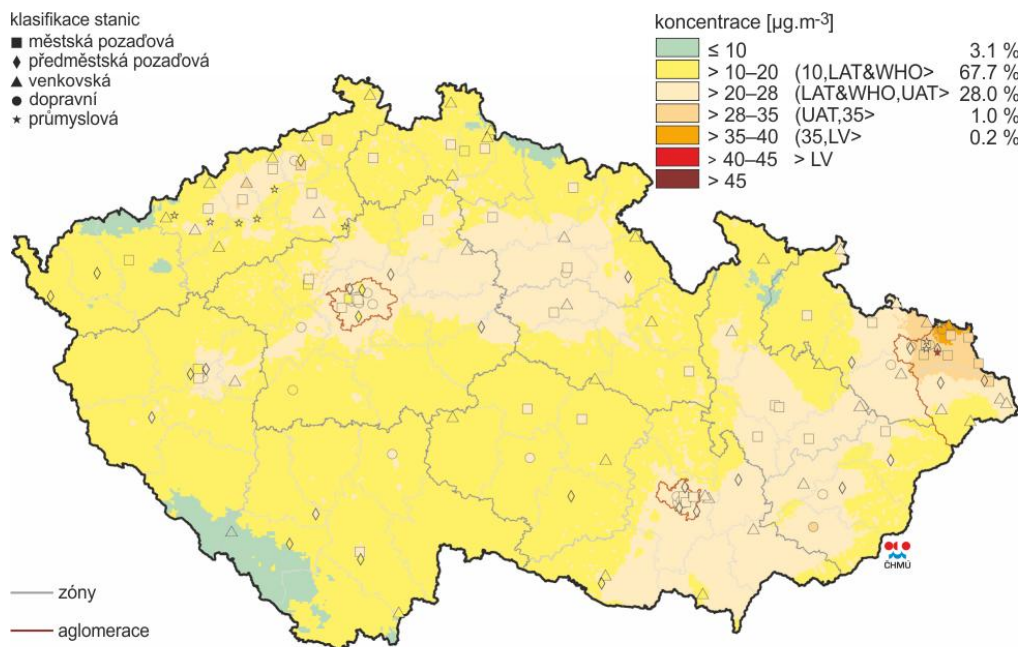 klasifikace stanic
městská pozaďová
předměstská pozaďová
venkovská
dopravní
průmyslová
koncentrace [µg.m-³]
≤ 10 3.1 %
> 10–20 (10,LAT&WHO> 67.7 %
> 20–28 (LAT&WHO,UAT> 28.0 %
> 28–35 (UAT,35> 1.0 %
> 35–40 (35,LV> 0.2 %
> 40–45 > LV
> 45
ČHMÚ
zóny
aglomerace